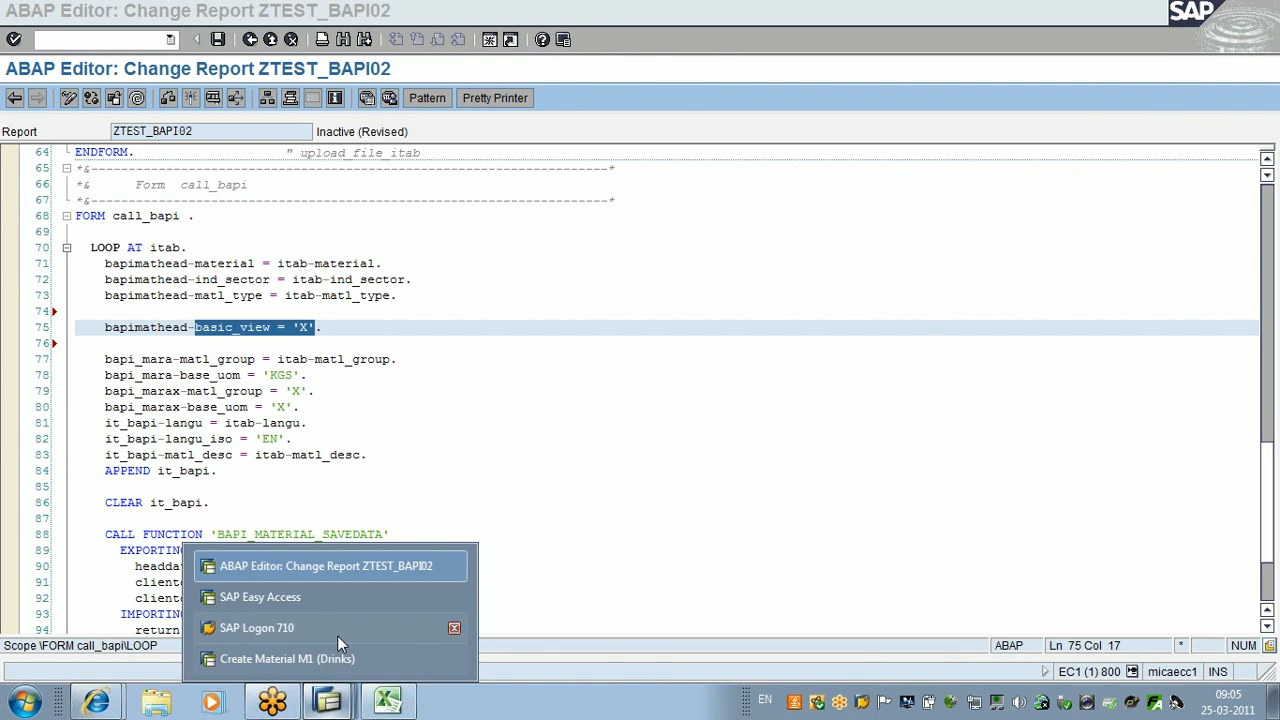 ABAP Editor: Change Report ZTEST_BAPI02
SAP
ABAP Editor: Change Report ZTEST_BAPI02
Pattern
Pretty Printer
Report
ZTEST_BAPI02
Inactive (Revised)
64 ENDFORM. " upload_file_itab
65 *&---------------------------------------------------------------------*
66 *& Form call_bapi
67 *&---------------------------------------------------------------------*
68 FORM call_bapi .
69
70 LOOP AT itab.
71 bapimathead-material = itab-material.
72 bapimathead-ind_sector = itab-ind_sector.
73 bapimathead-matl_type = itab-matl_type.
74
75 bapimathead-basic_view = 'X'.
76
77 bapi_mara-matl_group = itab-matl_group.
78 bapi_mara-base_uom = 'KGS'.
79 bapi_marax-matl_group = 'X'.
80 bapi_marax-base_uom = 'X'.
81 it_bapi-langu = itab-langu.
82 it_bapi-langu_iso = 'EN'.
83 it_bapi-matl_desc = itab-matl_desc.
84 APPEND it_bapi.
85
86 CLEAR it_bapi.
87
88 CALL FUNCTION 'BAPI_MATERIAL_SAVEDATA'
89 EXPORTING
90 headda
91 client
92 client
93 IMPORTING
94 return
ABAP Editor: Change Report ZTEST_BAPI02
SAP Easy Access
SAP Logon 710
Create Material M1 (Drinks)
Scope \FORM call_bapi\LOOP
ABAP
Ln 75 Col 17
*
NUM
EC1 (1) 800
micaecc1
INS
EN
09:05
25-03-2011